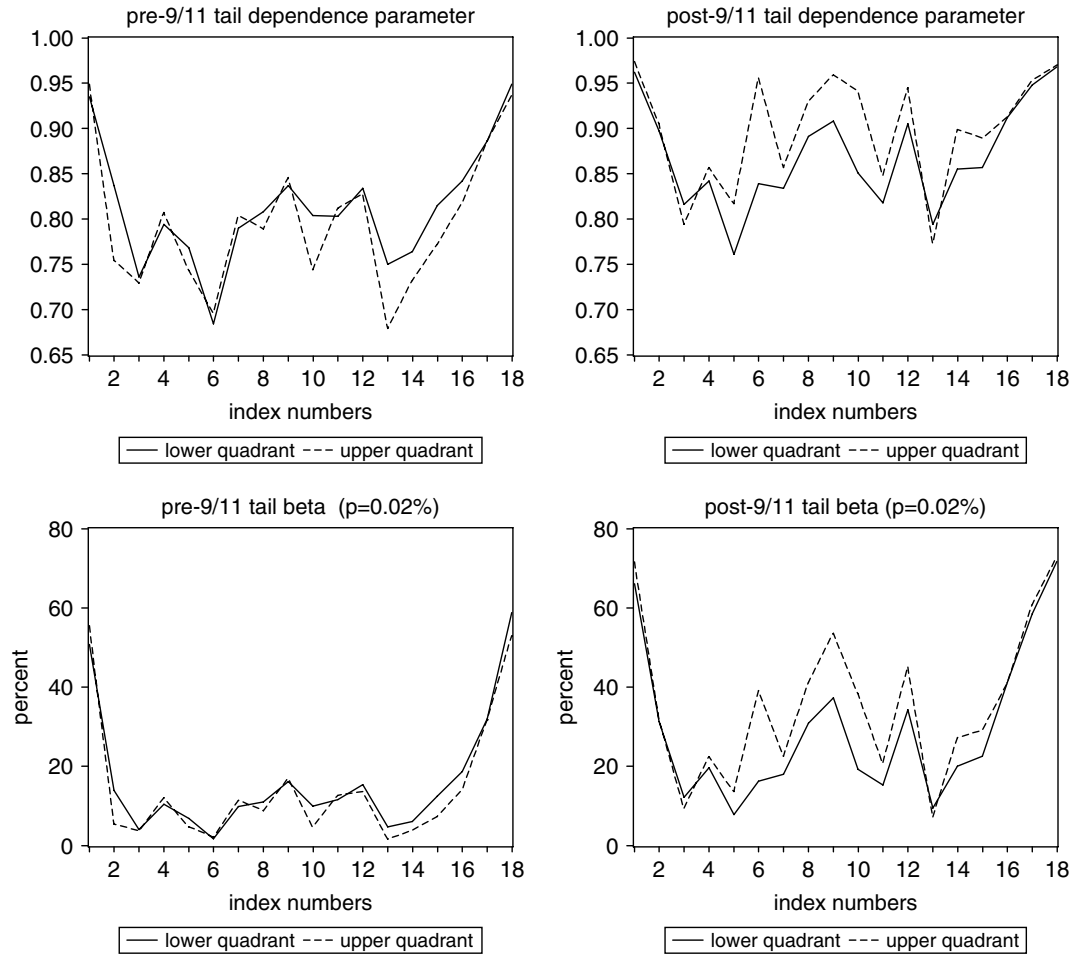 pre-9/11 tail dependence parameter
1.00
0.95
0.90
0.85
0.80
0.75
0.70
0.65
2 4 6 8 10 12 14 16 18
index numbers
lower quadrant upper quadrant
post-9/11 tail dependence parameter
1.00
0.95
0.90
0.85
0.80
0.75
0.70
0.65
2 4 6 8 10 12 14 16 18
index numbers
lower quadrant upper quadrant
pre-9/11 tail beta (p=0.02%)
80
60
40
20
0
percent
2 4 6 8 10 12 14 16 18
index numbers
lower quadrant upper quadrant
post-9/11 tail beta (p=0.02%)
80
60
40
20
0
percent
2 4 6 8 10 12 14 16 18
index numbers
lower quadrant upper quadrant